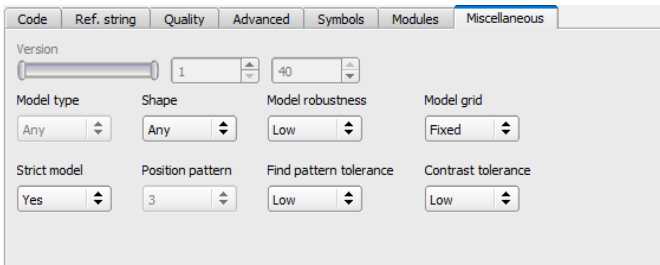 Code Ref. string Quality Advanced Symbols Modules Miscellaneous
Version
1 40
Model type Shape Model robustness Model grid
Any Any Low Fixed
Strict model Position pattern Find pattern tolerance Contrast tolerance
Yes 3 Low Low